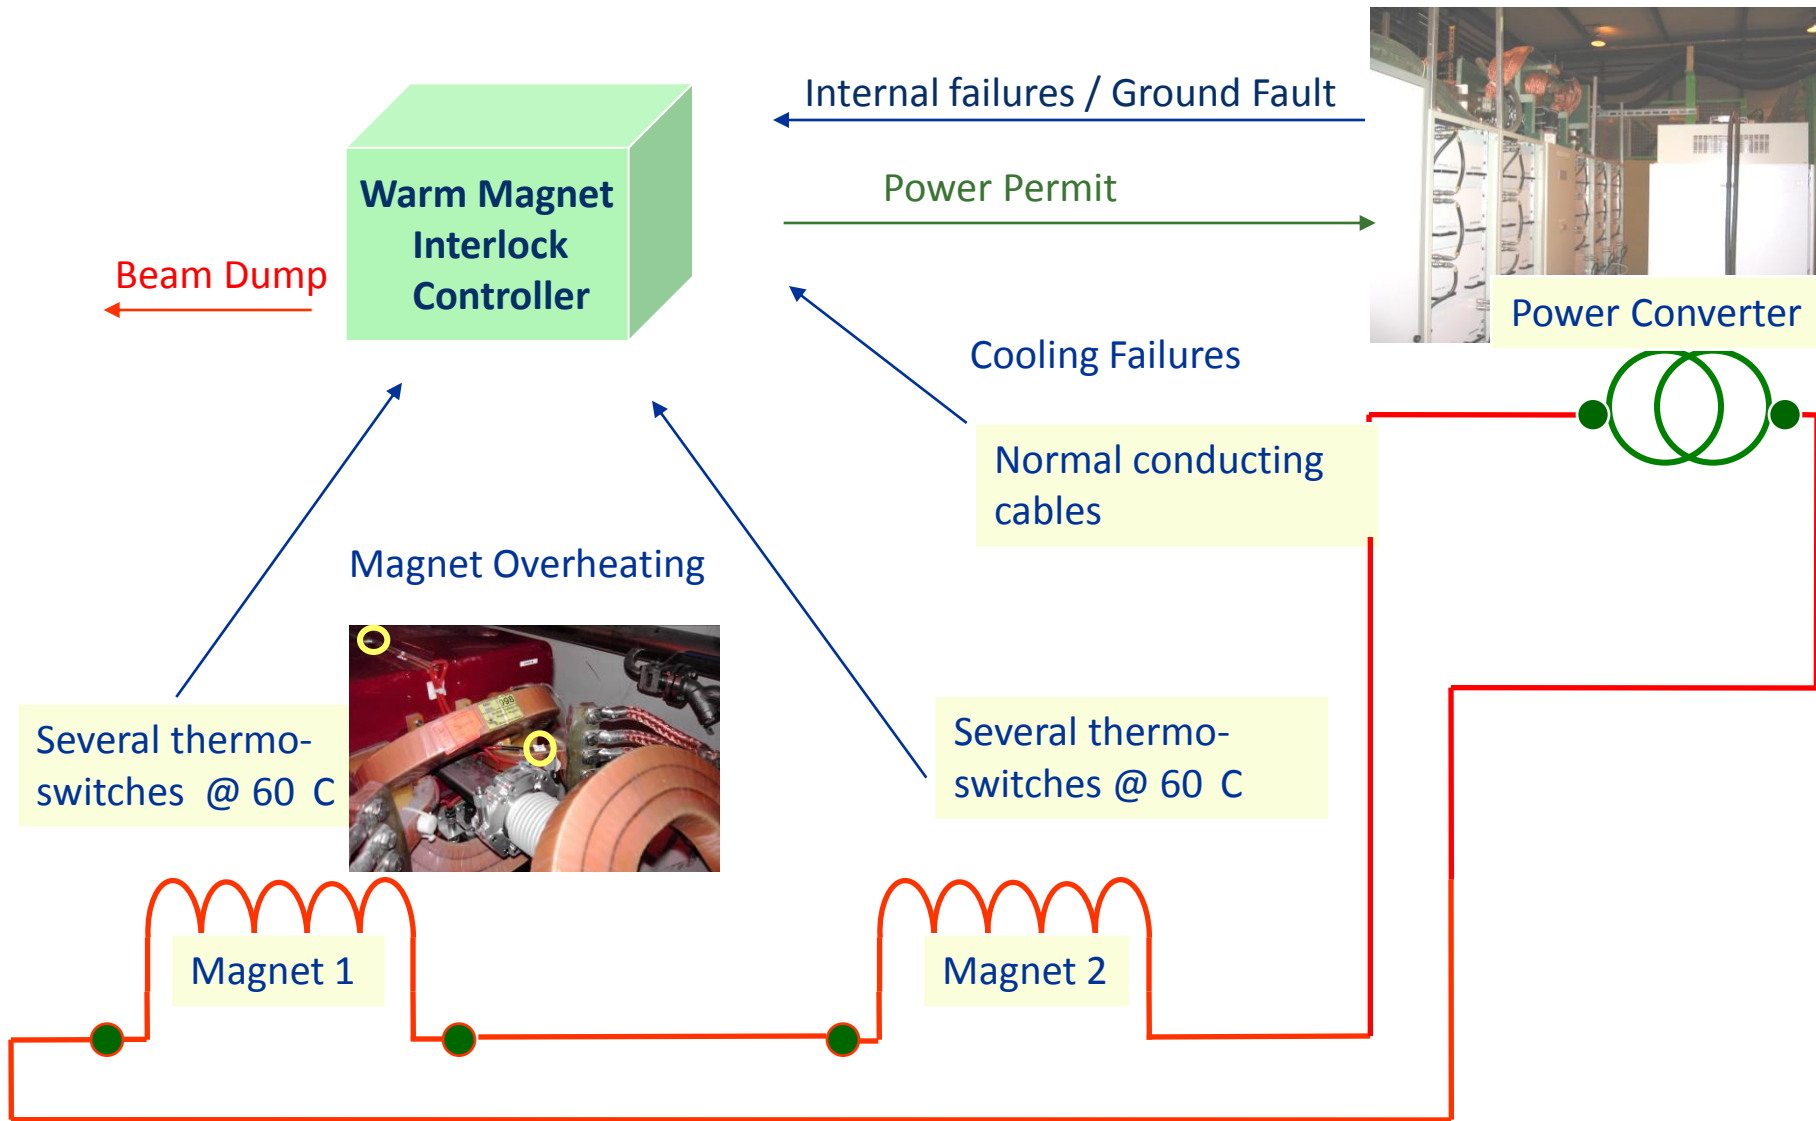 Internal failures / Ground Fault
Warm Magnet
Interlock
Controller
Power Permit
Beam Dump
Power Converter
Cooling Failures
Normal conducting
cables
Magnet Overheating
Several thermo-
switches @ 60 C
098
Several thermo-
switches @ 60 C
Magnet 1
Magnet 2